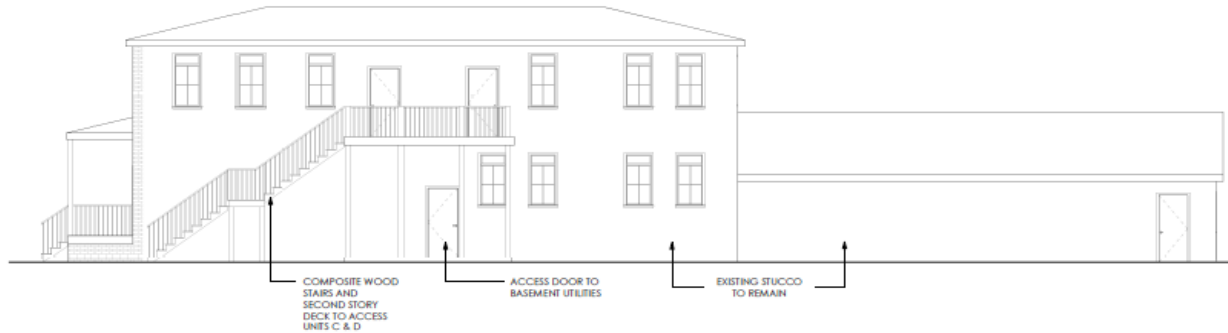 COMPOSITE WOOD
STAIRS AND
SECOND STORY
DECK TO ACCESS
UNITS C & D
ACCESS DOOR TO
BASEMENT UTILITIES
EXISTING STUCCO
TO REMAIN